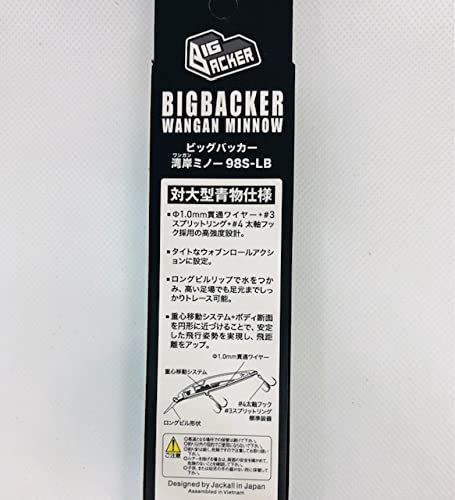 BIG
BACKER
BIGBACKER
WANGAN MINNOW
ビッグバッカー
ワンガン
湾岸ミノー 98S-LB
対大型青物仕様
●Φ1.0mm貫通ワイヤー+#3
スプリットリング+#4 太軸フッ
ク採用の高強度設計。
●タイトなウォブンロールアクシ
ョンに設定。
●ロングビルリップで水をつか
み、高い足場でも足元までしっ
かりトレース可能。
●重心移動システム+ボディ断面
を円形に近づけることで、安定
した飛行姿勢を実現し、飛距
離をアップ。
Φ1.0mm貫通ワイヤー
重心移動システム
#4太軸フック
#3スプリットリング
標準装備
ロングビル形状
ご注意
Designed by Jackall in Japan
Assembled in Vietnam